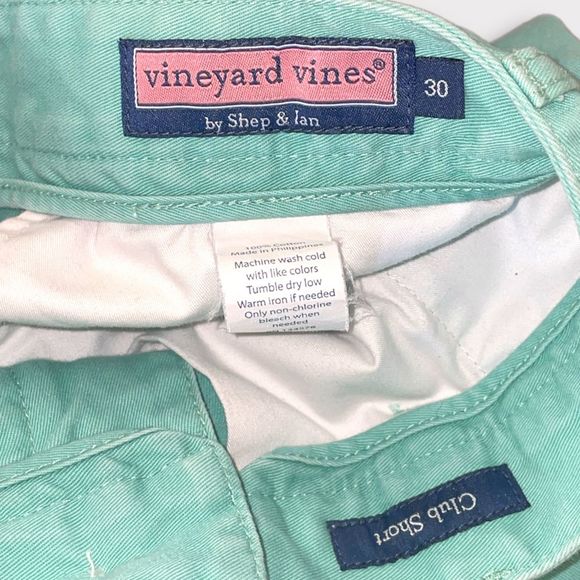 vineyard vines®
by Shep & Ian
30
100% Cotton
Made in Philippines
Machine wash cold
with like colors
Tumble dry low
Warm iron if needed
Only non-chlorine
bleach when
needed
Club Short